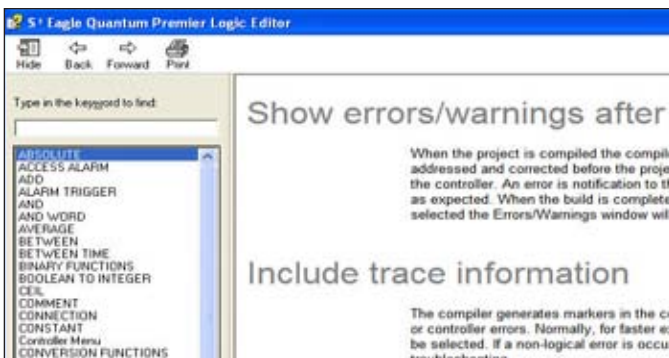 S³ Eagle Quantum Premier Logic Editor
Hide Back Forward Print
Type in the keyword to find:
ABSOLUTE
ACCESS ALARM
ADD
ALARM TRIGGER
AND
AND WORD
AVERAGE
BETWEEN
BETWEEN TIME
BINARY FUNCTIONS
BOOLEAN TO INTEGER
CEIL
COMMENT
CONNECTION
CONSTANT
Controller Menu
CONVERSION FUNCTIONS
Show errors/warnings after
When the project is compiled the compil
addressed and corrected before the proje
the controller. An error is notification to th
as expected. When the build is complete
selected the Errors/Warnings window wil
Include trace information
The compiler generates markers in the co
or controller errors. Normally, for faster e
be selected. If a non-logical error is occu
troubleshooting